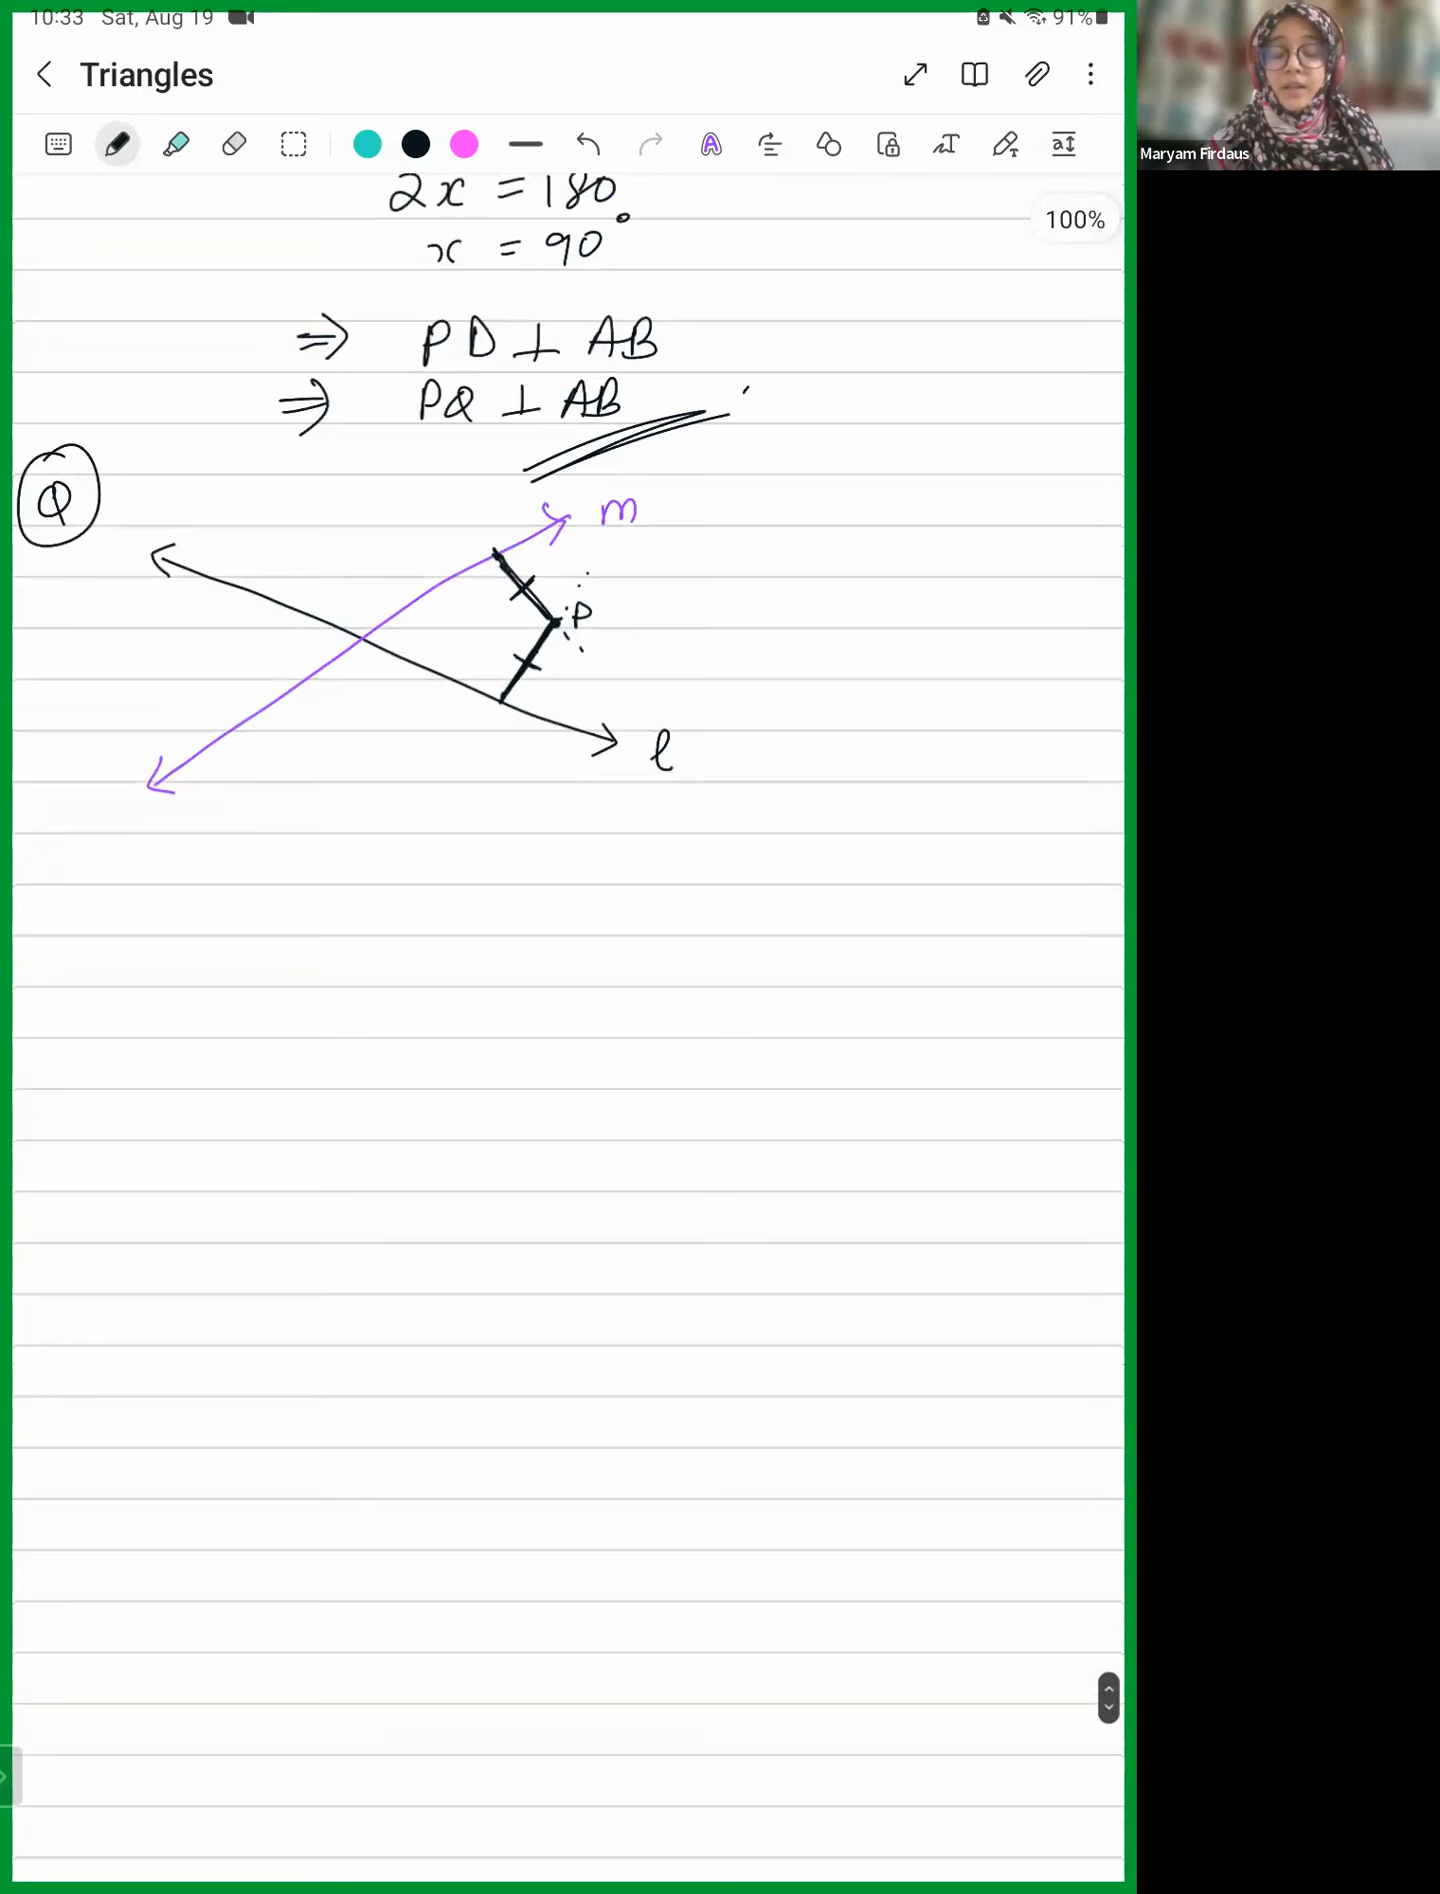 10:33 Sat, Aug 19 91%
Triangles
Maryam Firdaus
2x = 180
100%
x = 90°
⇒ PD ⊥ AB
⇒ PQ ⊥ AB
Q
m
P
l